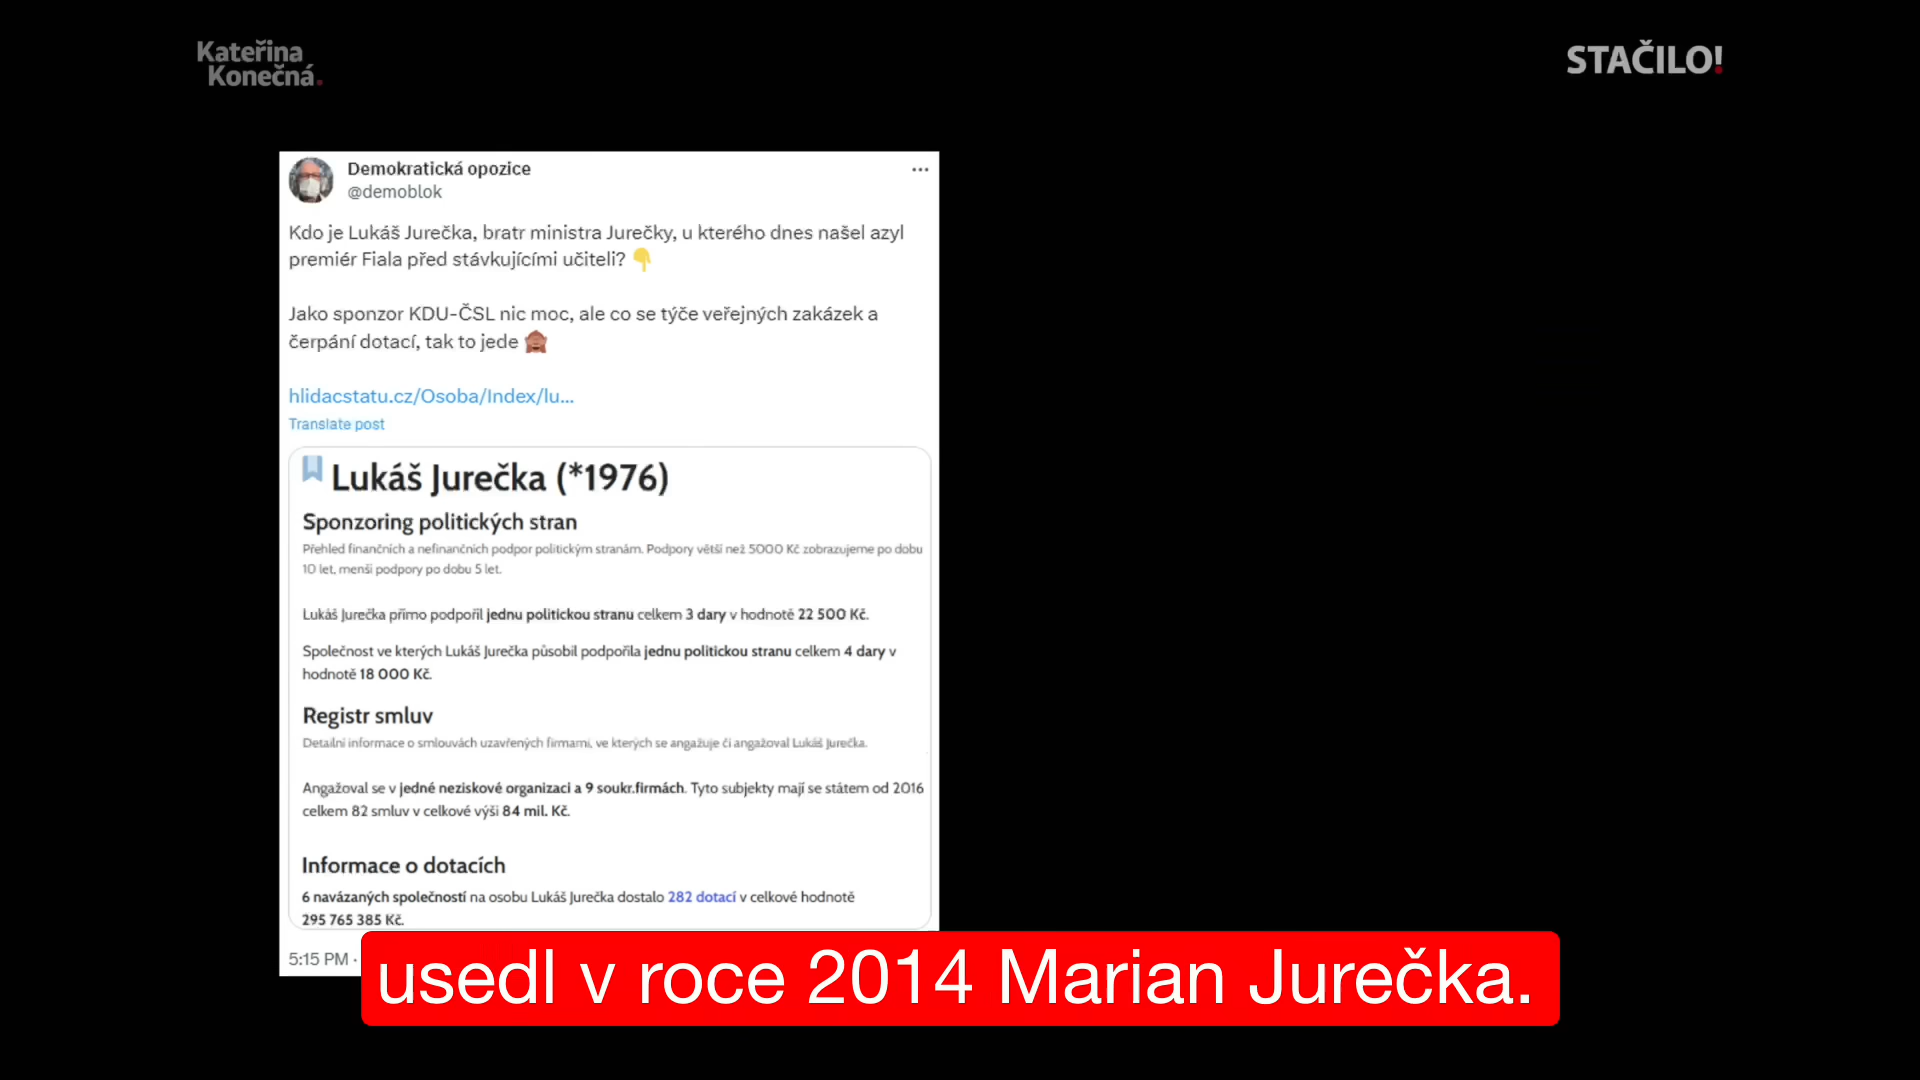 Kateřina
Konečná.
STAČILO!
Demokratická opozice
@demoblok
Kdo je Lukáš Jurečka, bratr ministra Jurečky, u kterého dnes našel azyl
premiér Fiala před stávkujícími učiteli? 👇
Jako sponzor KDU-ČSL nic moc, ale co se týče veřejných zakázek a
čerpání dotací, tak to jede 🙈
hlidacstatu.cz/Osoba/Index/lu...
Translate post
Lukáš Jurečka (*1976)
Sponzoring politických stran
Přehled finančních a nefinančních podpor politickým stranám. Podpory větší než 5000 Kč zobrazujeme po dobu
10 let, menší podpory po dobu 5 let.
Lukáš Jurečka přímo podpořil jednu politickou stranu celkem 3 dary v hodnotě 22 500 Kč.
Společnost ve kterých Lukáš Jurečka působil podpořila jednu politickou stranu celkem 4 dary v
hodnotě 18 000 Kč.
Registr smluv
Detailní informace o smlouvách uzavřených firmami, ve kterých se angažuje či angažoval Lukáš Jurečka.
Angažoval se v jedné neziskové organizaci a 9 soukr.firmách. Tyto subjekty mají se státem od 2016
celkem 82 smluv v celkové výši 84 mil. Kč.
Informace o dotacích
6 navázaných společností na osobu Lukáš Jurečka dostalo 282 dotací v celkové hodnotě
295 765 385 Kč.
5:15 PM ·
usedl v roce 2014 Marian Jurečka.